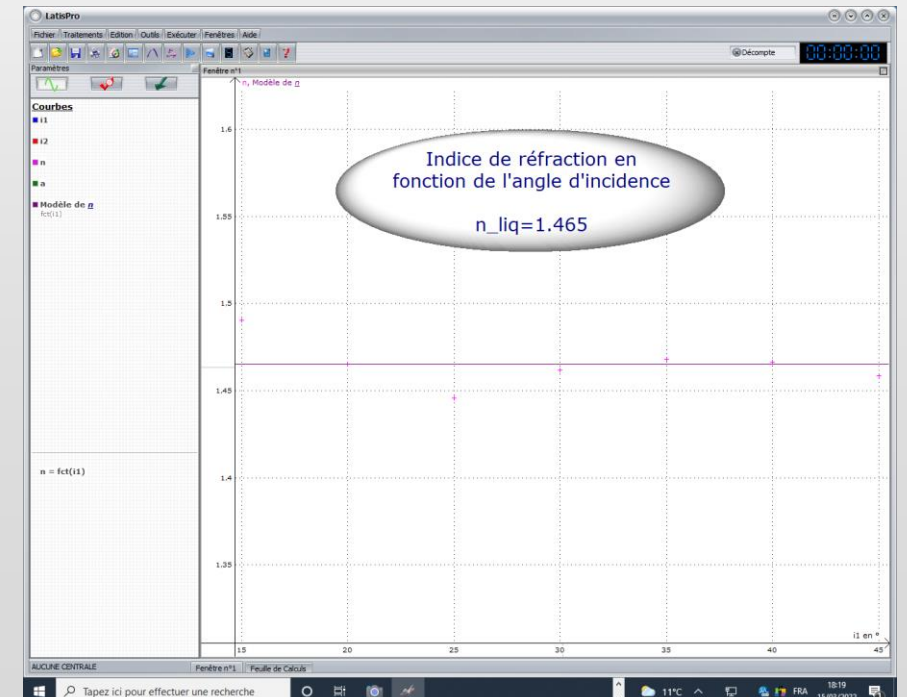 LatisPro
Fichier Traitements Edition Outils Exécuter Fenêtres Aide
Décompte 00:00:00
Paramètres
Courbes
i1
i2
n
a
Modèle de n
fct(i1)
n = fct(i1)
Fenêtre n°1
n, Modèle de n
Indice de réfraction en
fonction de l'angle d'incidence
n_liq=1.465
1.6
1.55
1.5
1.45
1.4
1.35
i1 en °
15 20 25 30 35 40 45
AUCUNE CENTRALE
Fenêtre n°1 Feuille de Calculs
Tapez ici pour effectuer une recherche
11°C
FRA
18:19